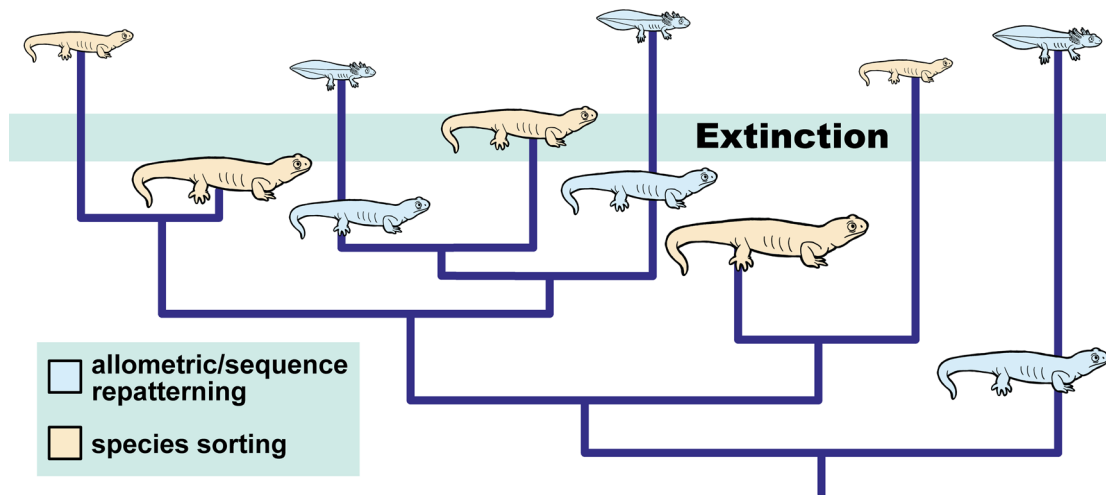 Extinction
allometric/sequence
repatterning
species sorting